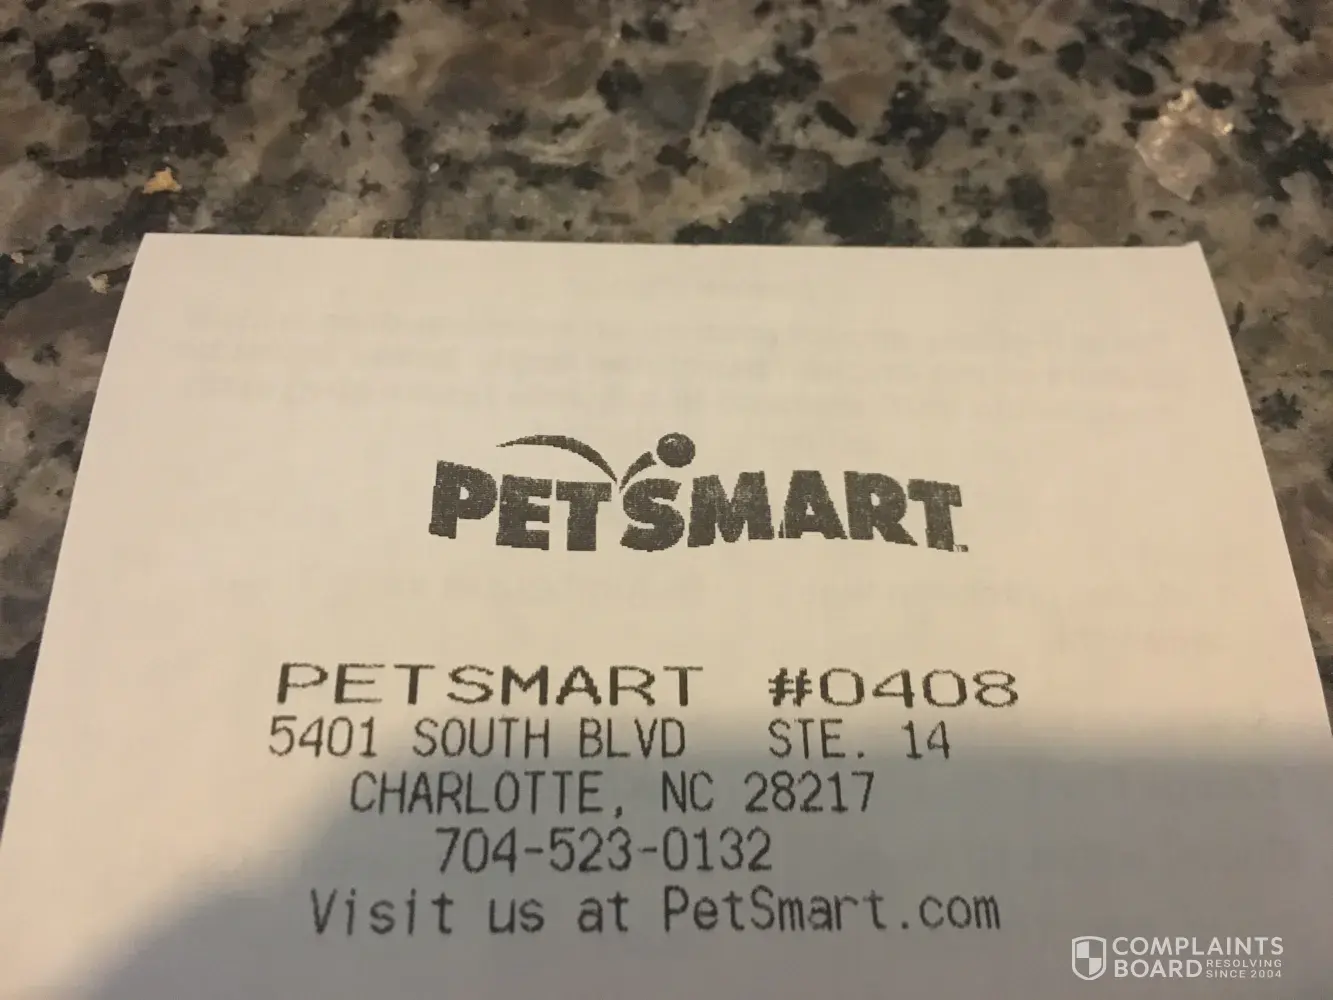 PETSMART
PETSMART #0408
5401 SOUTH BLVD STE. 14
CHARLOTTE, NC 28217
704-523-0132
Visit us at PetSmart.com
COMPLAINTS
BOARD RESOLVING
SINCE 2004